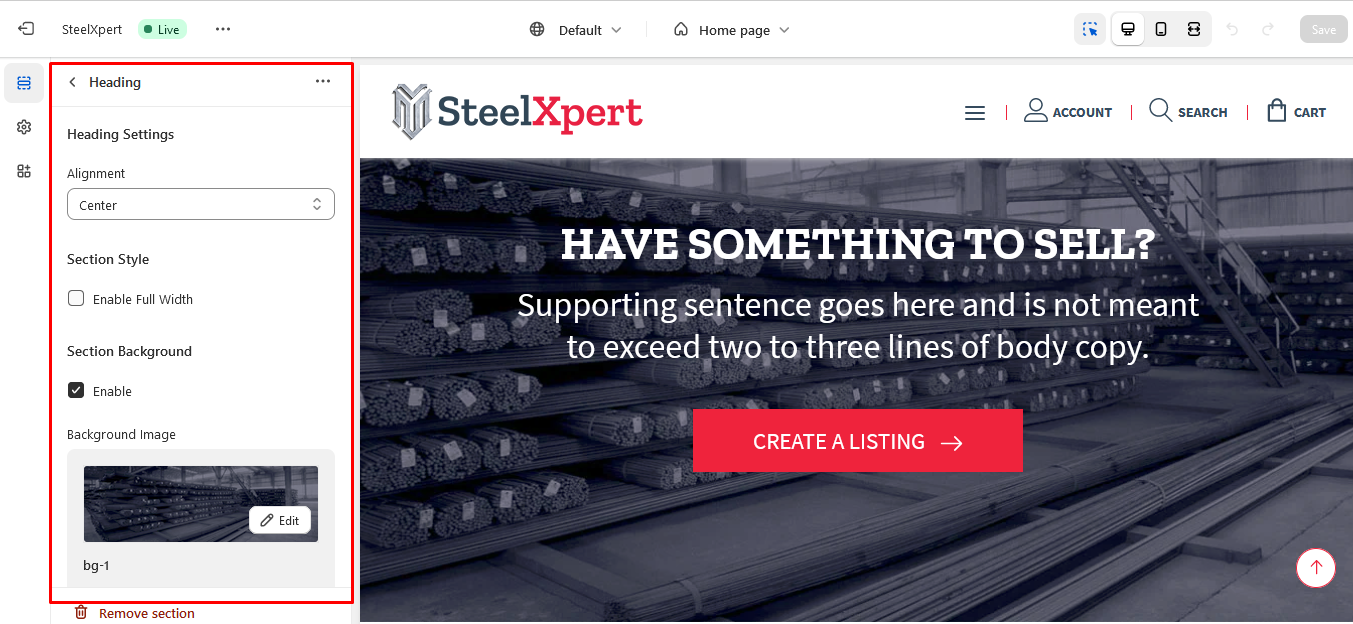 SteelXpert
Live
Default
Home page
Save
Heading
Heading Settings
Alignment
Center
Section Style
Enable Full Width
Section Background
Enable
Background Image
Edit
bg-1
Remove section
SteelXpert
ACCOUNT
SEARCH
CART
HAVE SOMETHING TO SELL?
Supporting sentence goes here and is not meant
to exceed two to three lines of body copy.
CREATE A LISTING